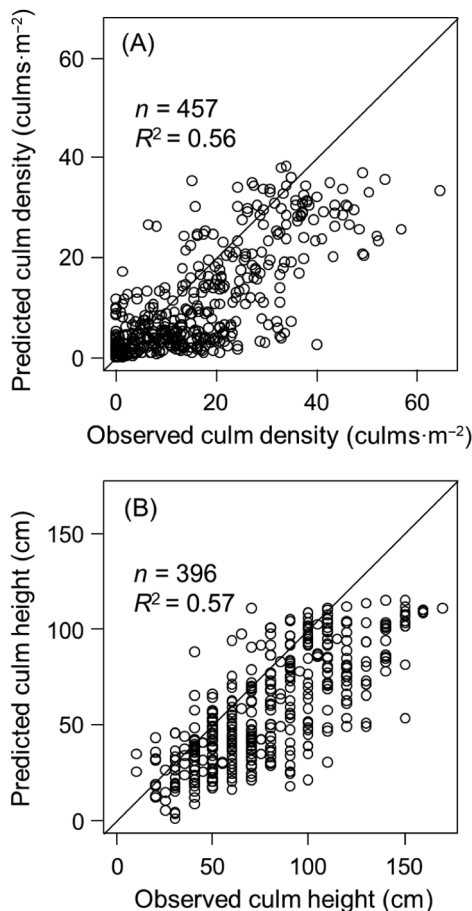 (A)
n = 457
R² = 0.56
Predicted culm density (culms·m⁻²)
60
40
20
0
0 20 40 60
Observed culm density (culms·m⁻²)
(B)
n = 396
R² = 0.57
Predicted culm height (cm)
150
100
50
0
0 50 100 150
Observed culm height (cm)